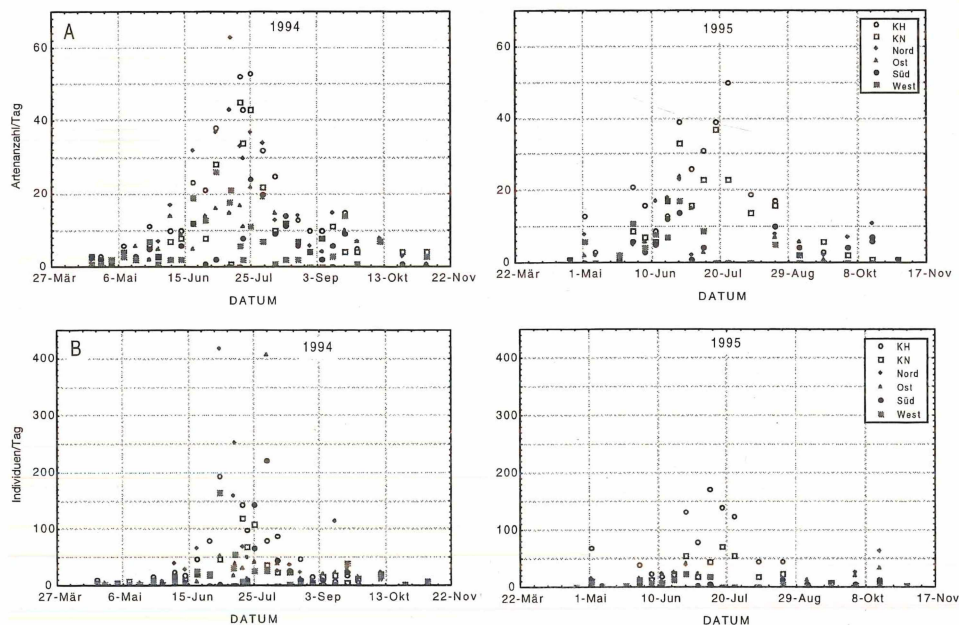 A
1994
Artenanzahl/Tag
60
40
20
0
27-Mär 6-Mai 15-Jun 25-Jul 3-Sep 13-Okt 22-Nov
DATUM
1995
KH
KN
Nord
Ost
Süd
West
60
50
40
30
20
10
0
22-Mär 1-Mai 10-Jun 20-Jul 29-Aug 8-Okt 17-Nov
DATUM
B
1994
Individuen/Tag
400
300
200
100
0
27-Mär 6-Mai 15-Jun 25-Jul 3-Sep 13-Okt 22-Nov
DATUM
1995
KH
KN
Nord
Ost
Süd
West
400
300
200
100
0
22-Mär 1-Mai 10-Jun 20-Jul 29-Aug 8-Okt 17-Nov
DATUM